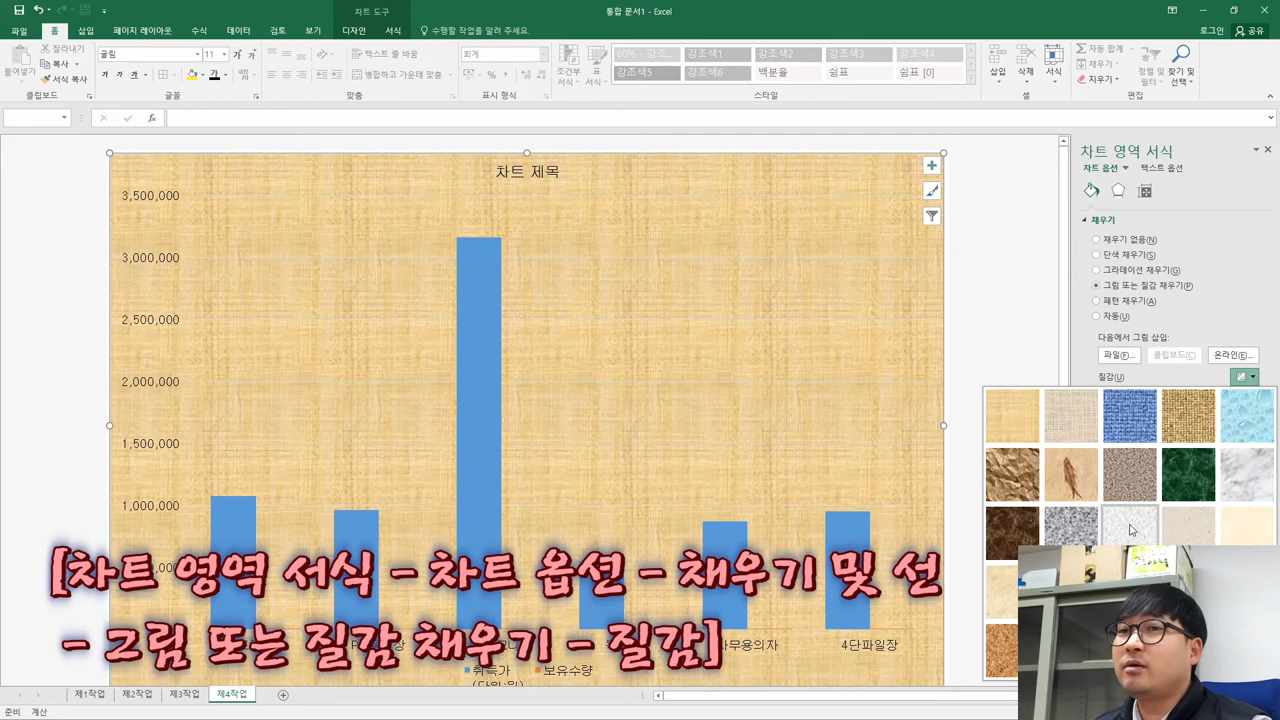 차트 도구
통합 문서1 - Excel
파일 홈 삽입 페이지 레이아웃 수식 데이터 검토 보기 디자인 서식 수행할 작업을 알려 주세요. 로그인 공유
붙여넣기
잘라내기
복사
서식 복사
클립보드
굴림 11
가 가 가
글꼴
텍스트 줄 바꿈
병합하고 가운데 맞춤
맞춤
회계
표시 형식
조건부 서식
표 서식
60% - 강조... 강조색1 강조색2 강조색3 강조색4
강조색5 강조색6 백분율 쉼표 쉼표 [0]
스타일
삽입 삭제 서식
셀
자동 합계
채우기
지우기
정렬 및 필터
찾기 및 선택
편집
차트 제목
3,500,000
3,000,000
2,500,000
2,000,000
1,500,000
1,000,000
사무용의자 4단파일장
취득가 (단위:원) 보유수량
[차트 영역 서식 - 차트 옵션 - 채우기 및 선
- 그림 또는 질감 채우기 - 질감]
차트 영역 서식
차트 옵션 텍스트 옵션
채우기
채우기 없음(N)
단색 채우기(S)
그라데이션 채우기(G)
그림 또는 질감 채우기(P)
패턴 채우기(A)
자동(U)
다음에서 그림 삽입:
파일(F)... 클립보드(C) 온라인(E)...
질감(U)
제1작업 제2작업 제3작업 제4작업
준비 계산